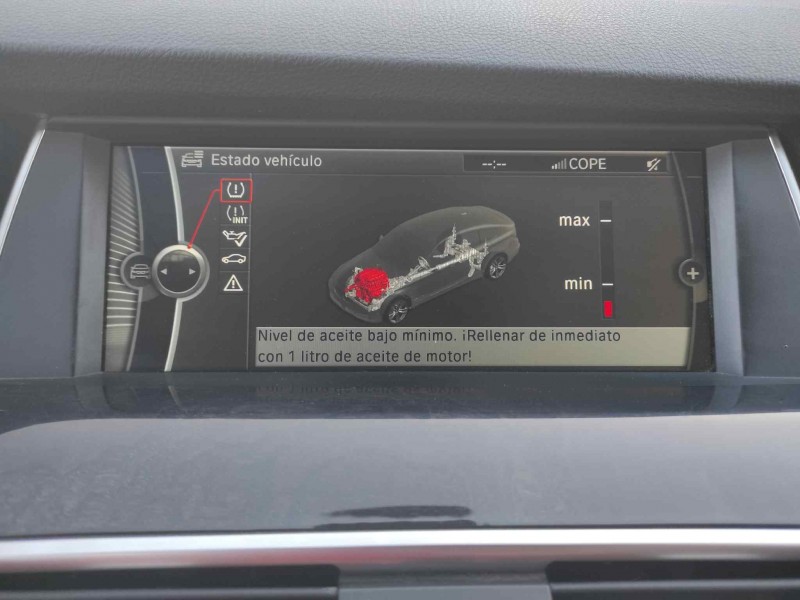 Estado vehículo
--:--
COPE
INIT
max
min
Nivel de aceite bajo mínimo. ¡Rellenar de inmediato
con 1 litro de aceite de motor!